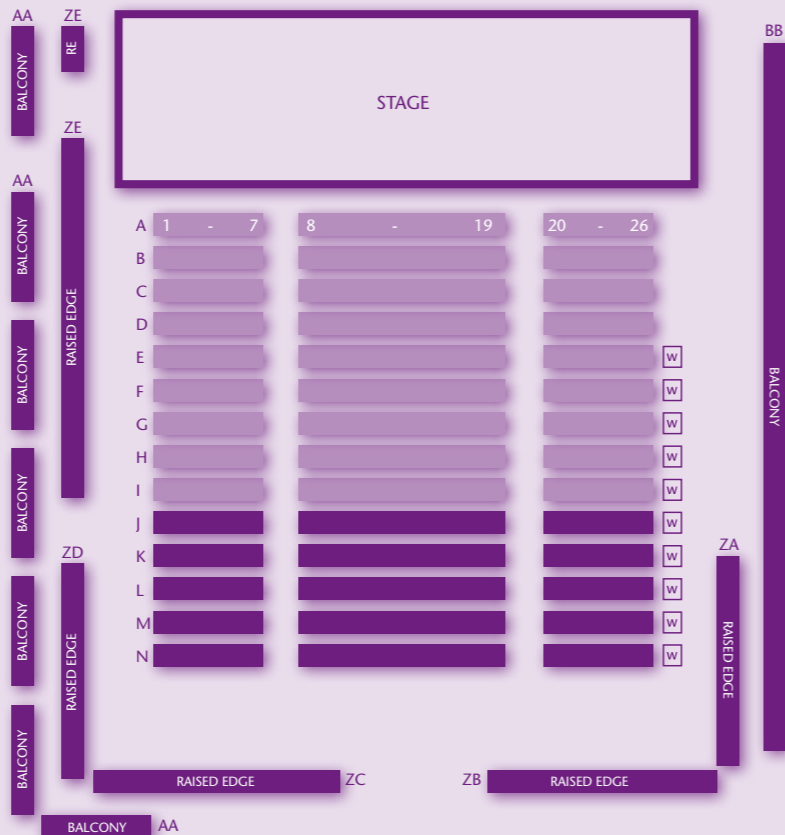 AA ZE
BB
RE
BALCONY
STAGE
ZE
AA
A 1 - 7 8 - 19 20 - 26
BALCONY
B
C
RAISED EDGE
D
E W
BALCONY
F W
BALCONY
G W
H W
I W
BALCONY
J W
ZD
K W
ZA
L W
BALCONY
M W
RAISED EDGE
RAISED EDGE
N W
BALCONY
RAISED EDGE ZC
ZB RAISED EDGE
BALCONY AA